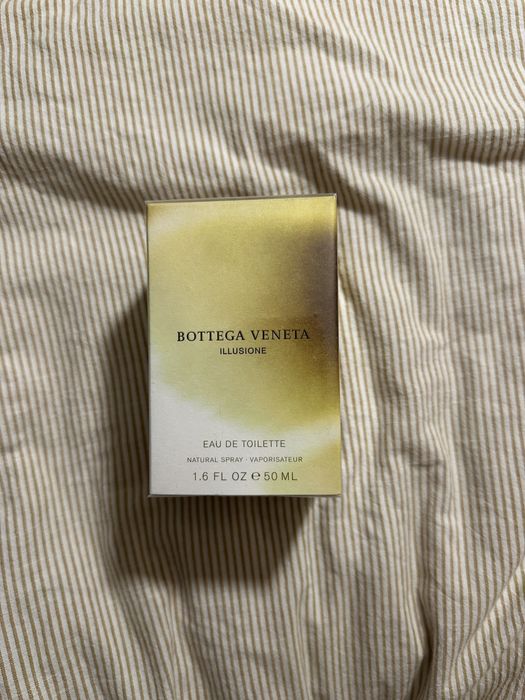 BOTTEGA VENETA
ILLUSIONE
EAU DE TOILETTE
NATURAL SPRAY · VAPORISATEUR
1.6 FL OZ ℮ 50 ML